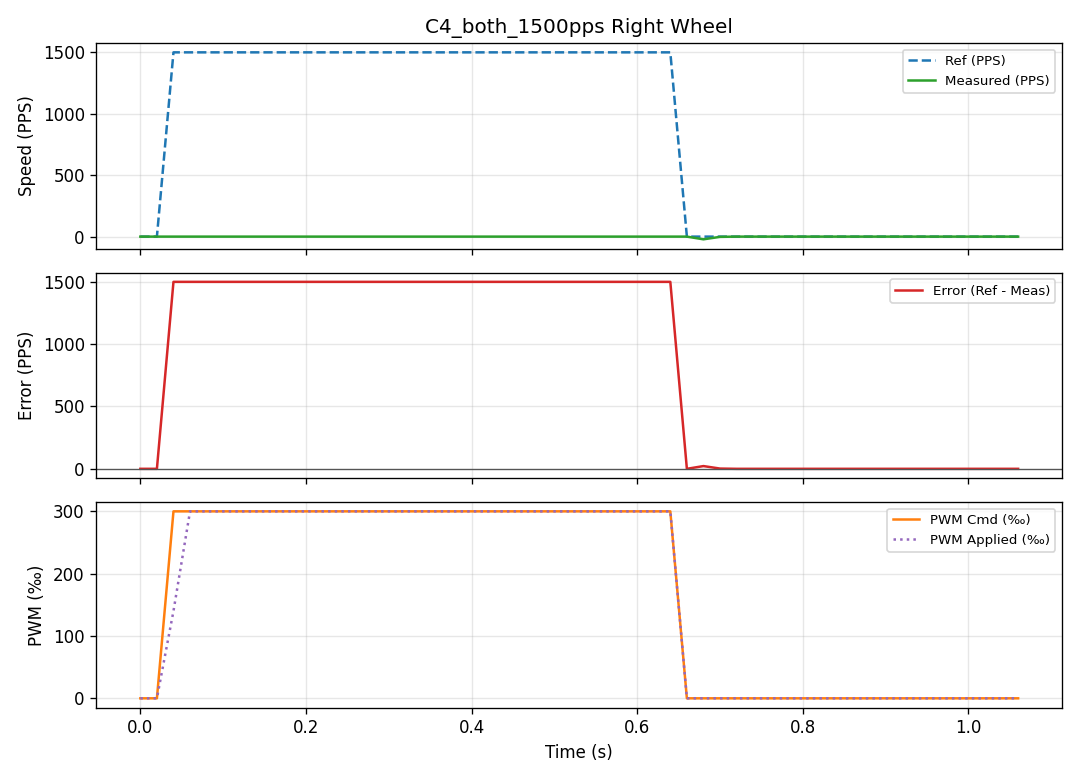 C4_both_1500pps Right Wheel
1500
1000
500
0
Speed (PPS)
Ref (PPS)
Measured (PPS)
1500
1000
500
0
Error (PPS)
Error (Ref - Meas)
300
200
100
0
PWM (‰)
PWM Cmd (‰)
PWM Applied (‰)
0.0 0.2 0.4 0.6 0.8 1.0
Time (s)